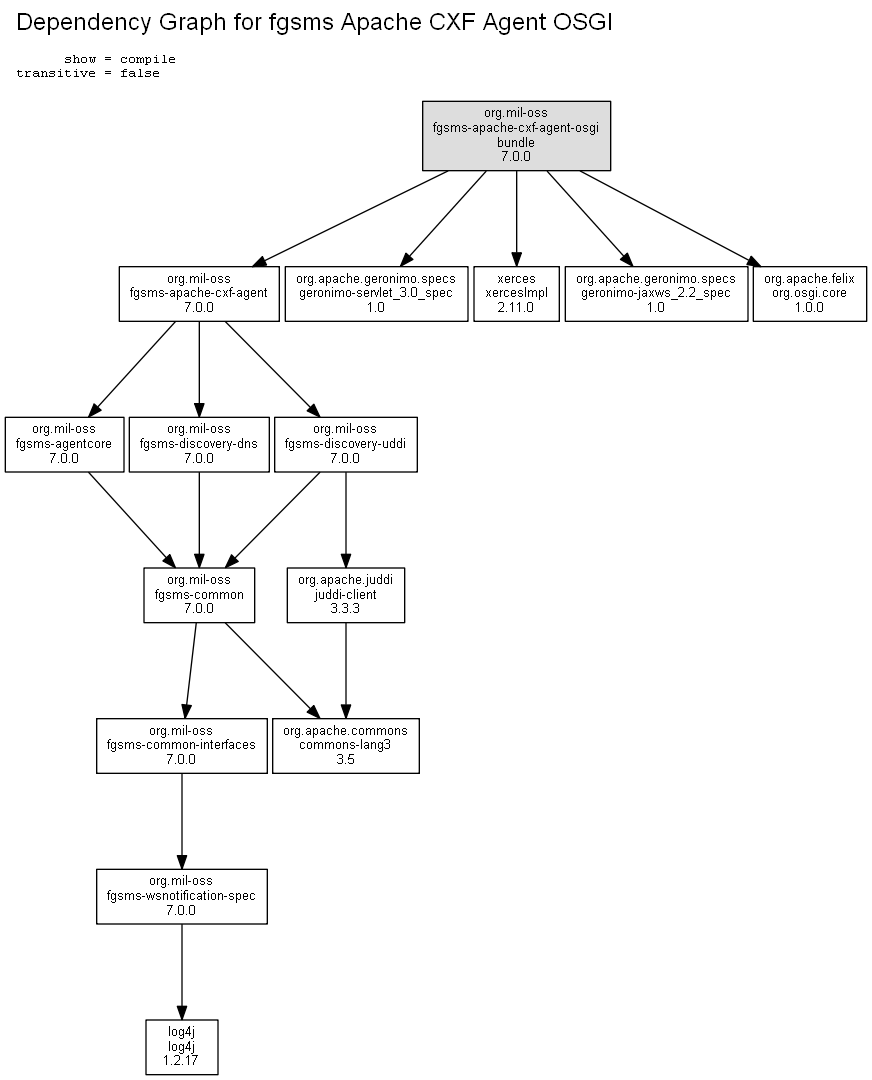 Dependency Graph for fgsms Apache CXF Agent OSGI
show = compile
transitive = false
org.mil-oss
fgsms-apache-cxf-agent-osgi
bundle
7.0.0
org.mil-oss
fgsms-apache-cxf-agent
7.0.0
org.apache.geronimo.specs
geronimo-servlet_3.0_spec
1.0
xerces
xercesImpl
2.11.0
org.apache.geronimo.specs
geronimo-jaxws_2.2_spec
1.0
org.apache.felix
org.osgi.core
1.0.0
org.mil-oss
fgsms-agentcore
7.0.0
org.mil-oss
fgsms-discovery-dns
7.0.0
org.mil-oss
fgsms-discovery-uddi
7.0.0
org.mil-oss
fgsms-common
7.0.0
org.apache.juddi
juddi-client
3.3.3
org.mil-oss
fgsms-common-interfaces
7.0.0
org.apache.commons
commons-lang3
3.5
org.mil-oss
fgsms-wsnotification-spec
7.0.0
log4j
log4j
1.2.17